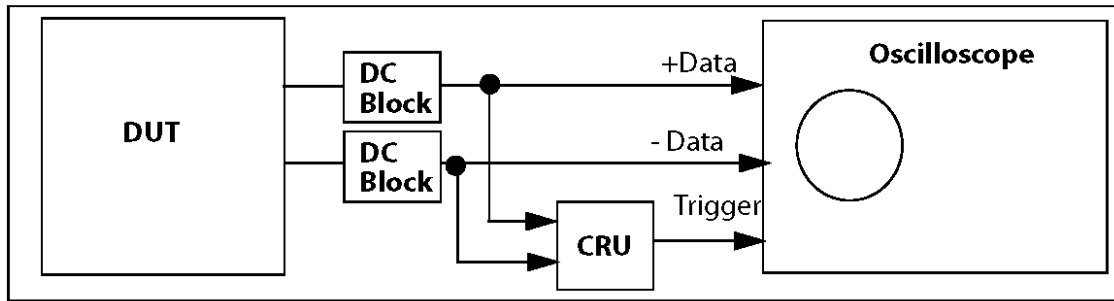 DUT
DC
Block
DC
Block
+Data
- Data
Trigger
CRU
Oscilloscope